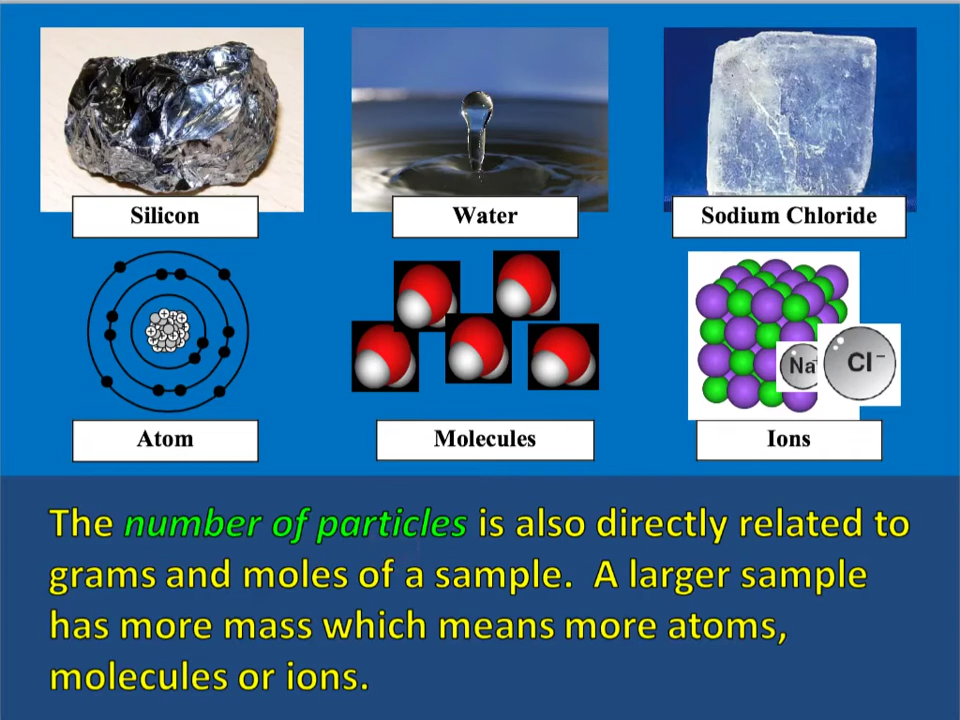 Silicon
Water
Sodium Chloride
Na
Cl⁻
Atom
Molecules
Ions
The number of particles is also directly related to
grams and moles of a sample.  A larger sample
has more mass which means more atoms,
molecules or ions.